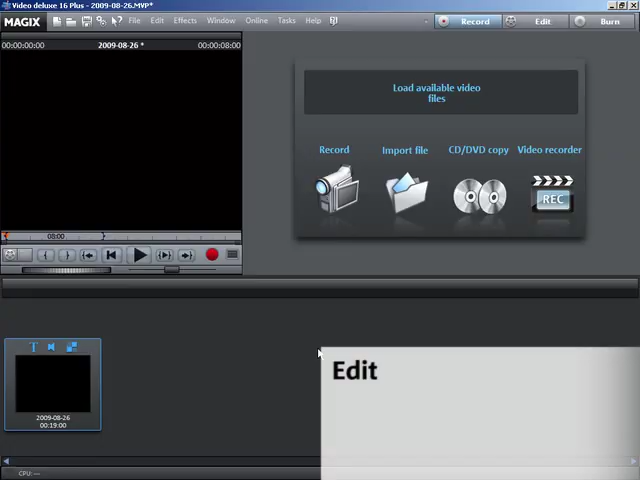 Video deluxe 16 Plus - 2009-08-26.MVP*
MAGIX
File Edit Effects Window Online Tasks Help
Record Edit Burn
00:00:00:00 2009-08-26 * 00:00:08:00
Load available video
files
Record Import file CD/DVD copy Video recorder
REC
08:00
T
2009-08-26
00:19:00
Edit
CPU: ---